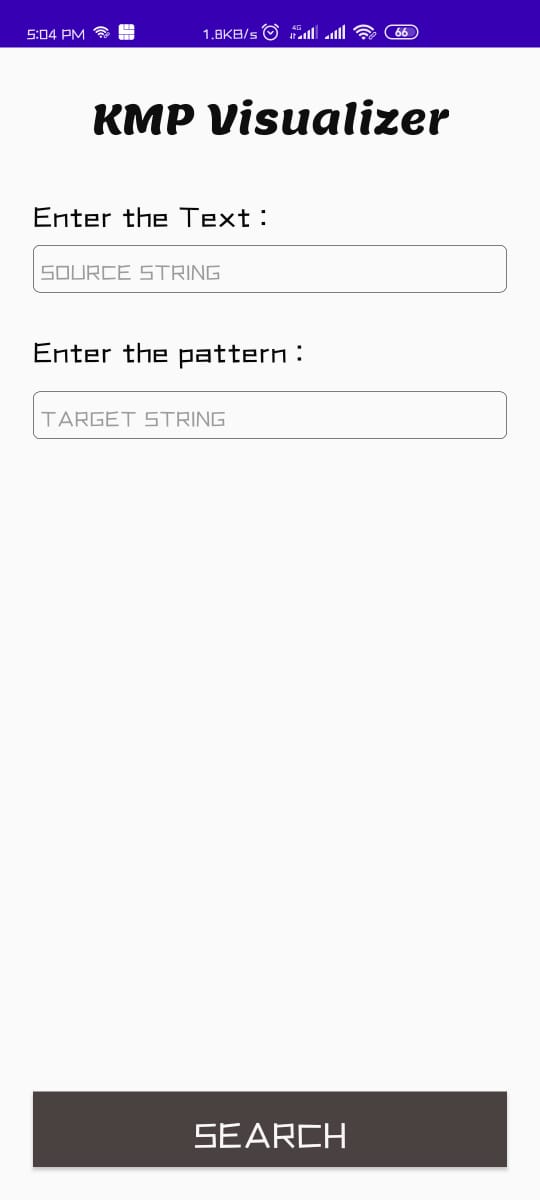 5:04 PM 1.8KB/s 4G 66
KMP Visualizer
Enter the Text :
SOURCE STRING
Enter the pattern :
TARGET STRING
SEARCH